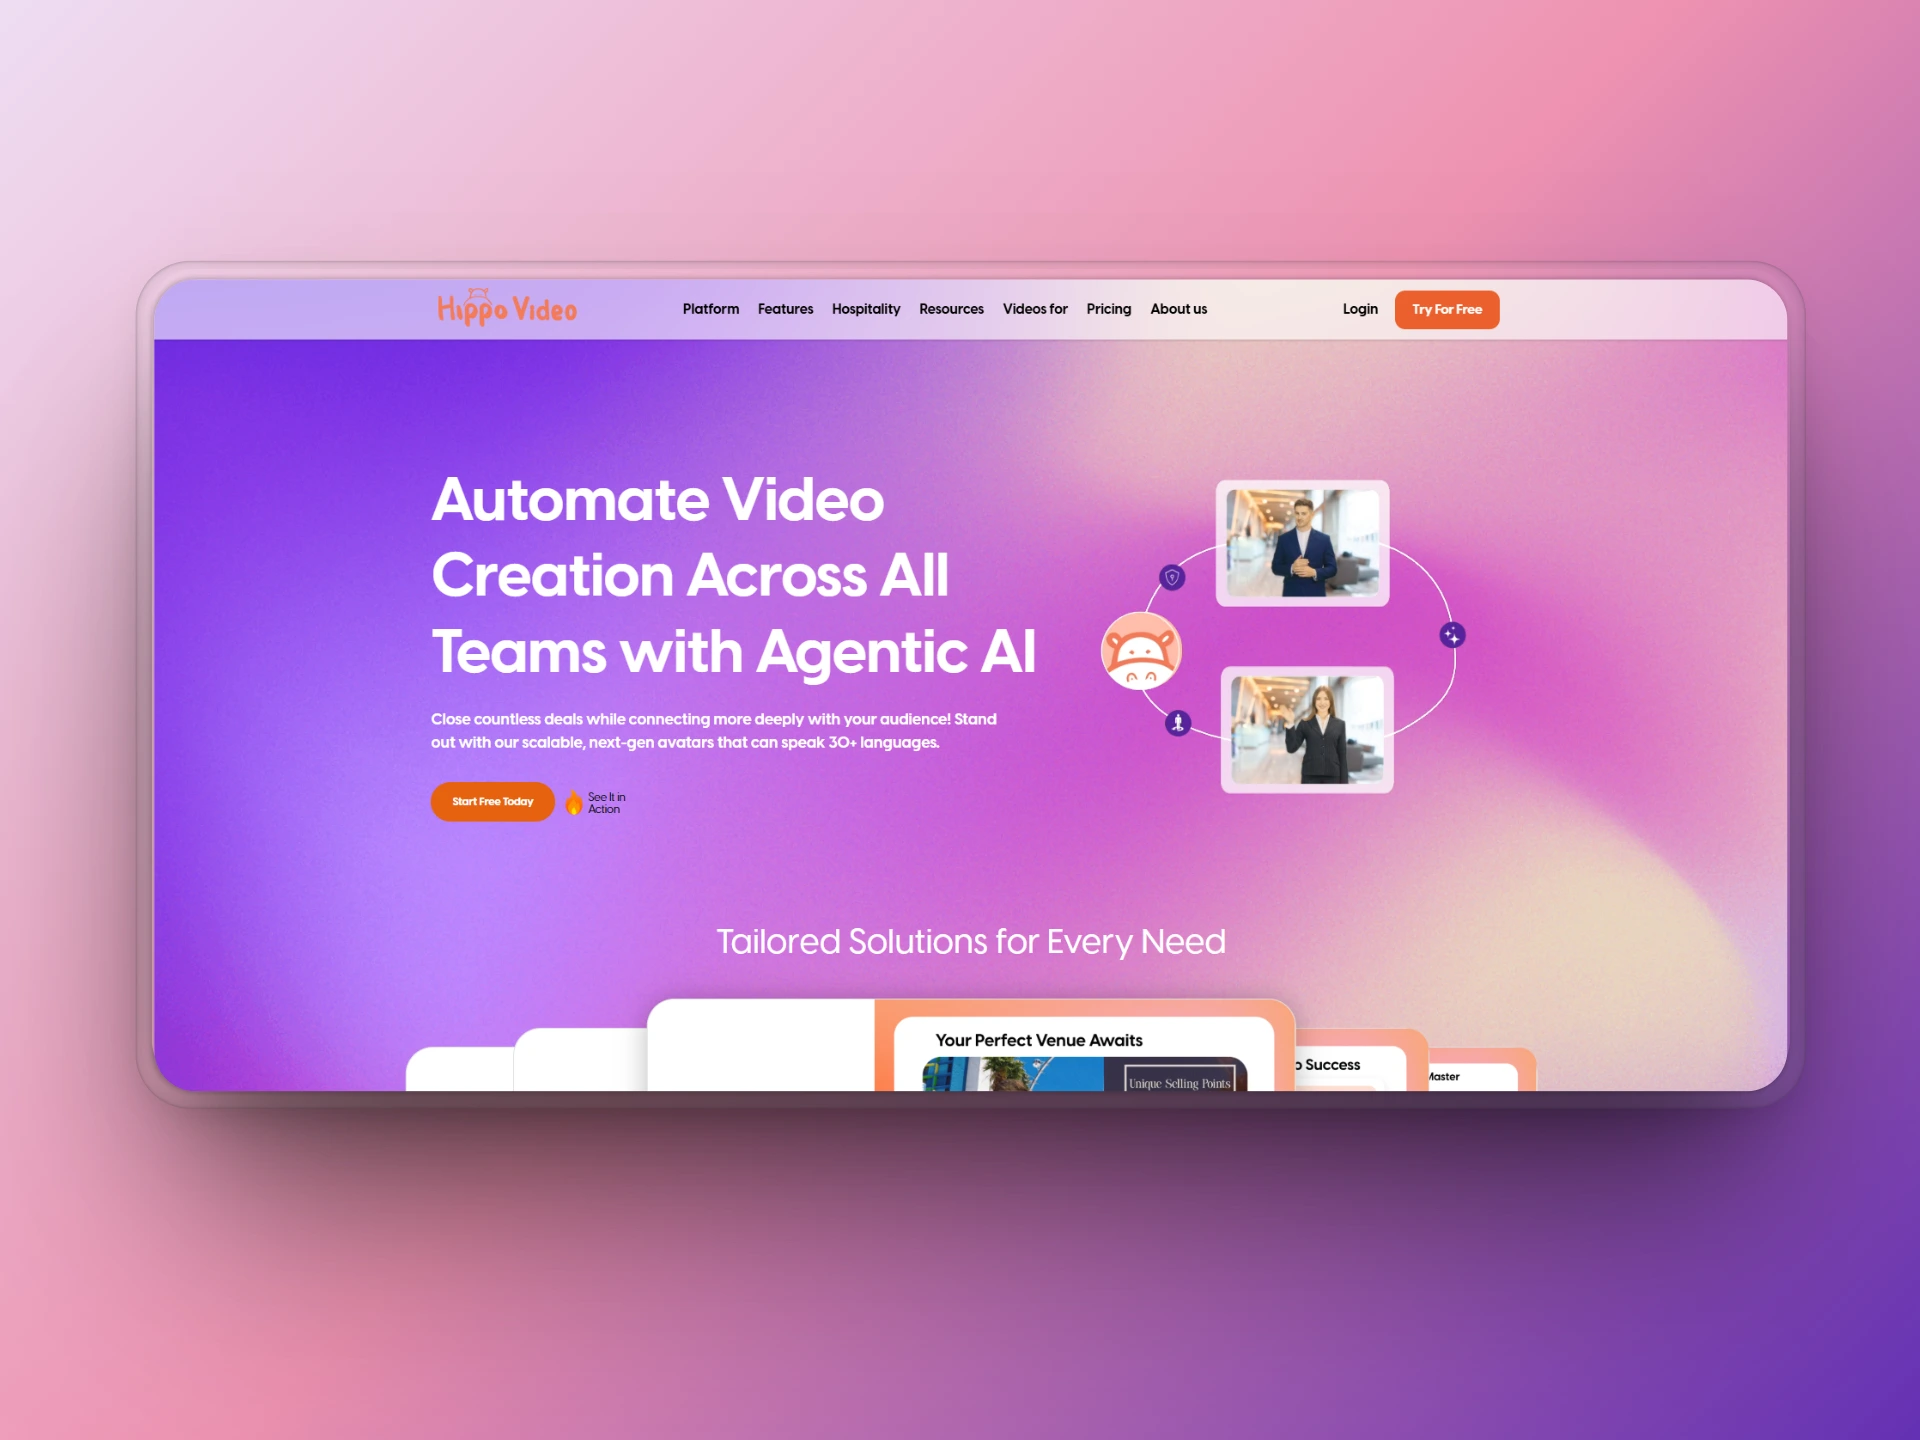 Hippo Video
Platform Features Hospitality Resources Videos for Pricing About us
Login
Try For Free
Automate Video
Creation Across All
Teams with Agentic AI
Close countless deals while connecting more deeply with your audience! Stand
out with our scalable, next-gen avatars that can speak 30+ languages.
Start Free Today
See It in
Action
Tailored Solutions for Every Need
Your Perfect Venue Awaits
Unique Selling Points
o Success
Master